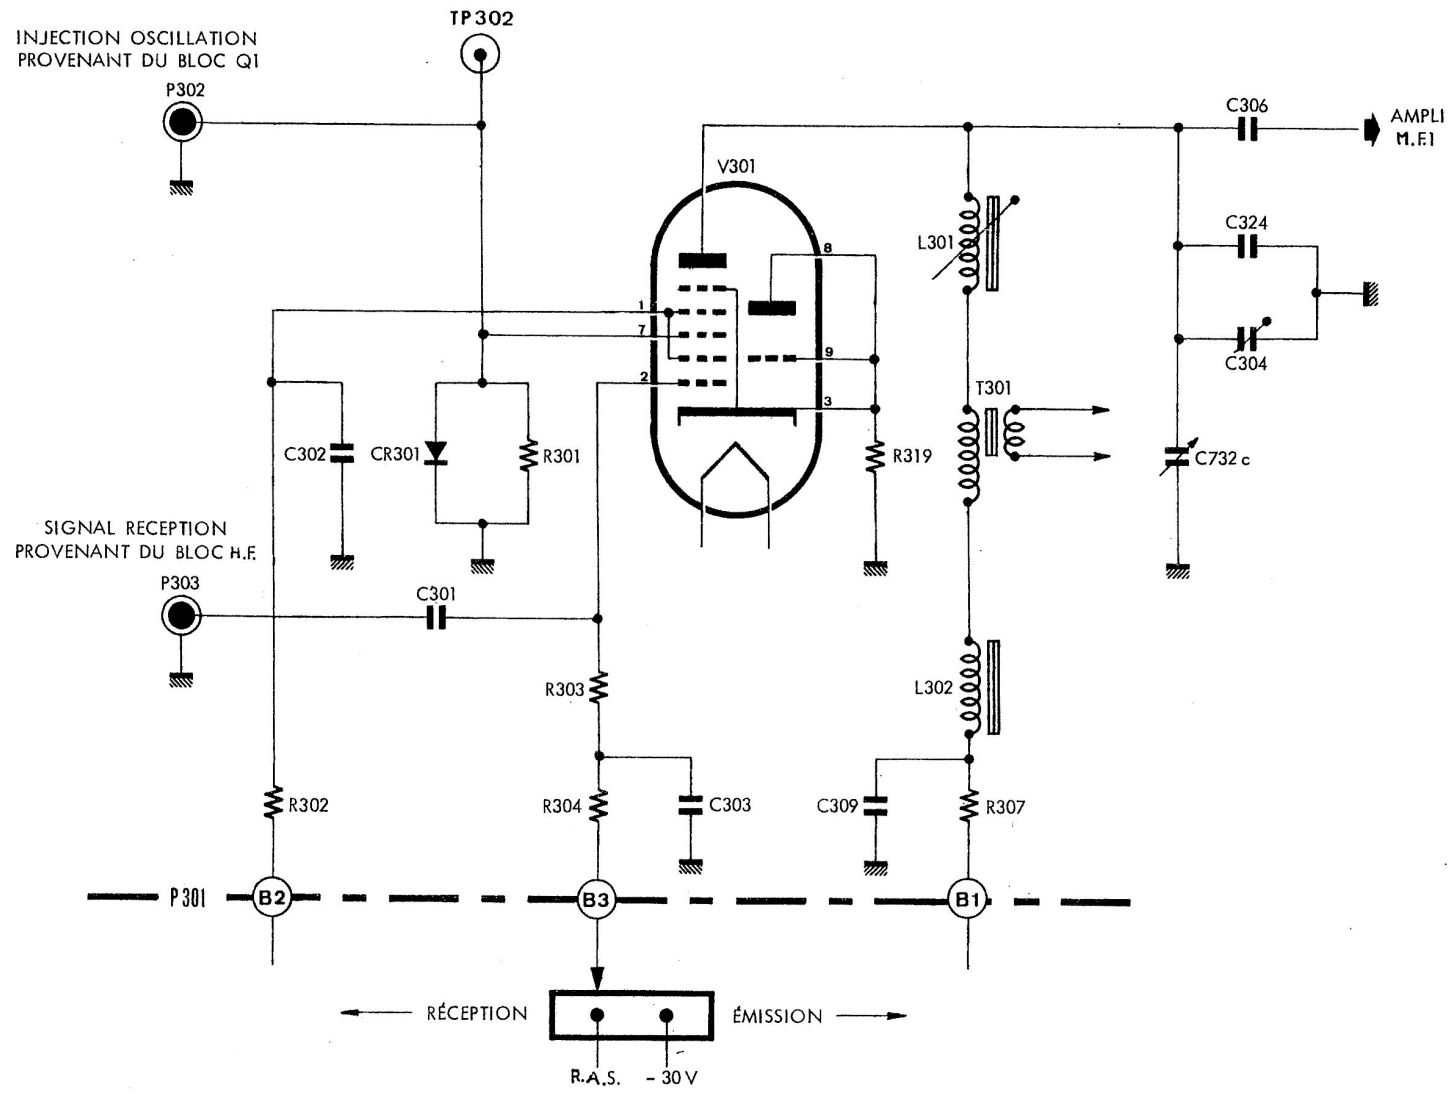 TP302
INJECTION OSCILLATION
PROVENANT DU BLOC Q1
P302
C306
AMPLI
M.F.1
V301
C324
L301
8
1
7
9
C304
2
T301
3
C302
CR301
R301
R319
C732 c
SIGNAL RECEPTION
PROVENANT DU BLOC H.F.
P303
C301
R303
L302
R302
R304
C303
C309
R307
P301
B2
B3
B1
RÉCEPTION
ÉMISSION
R.A.S.
- 30 V